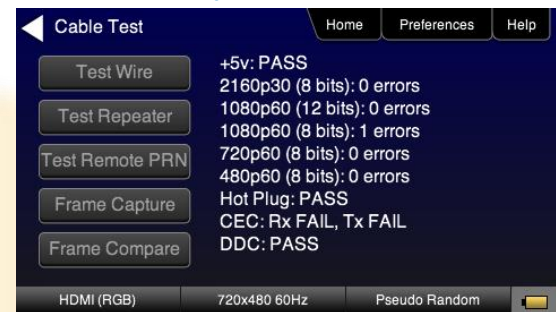 Cable Test
Home
Preferences
Help
Test Wire
Test Repeater
Test Remote PRN
Frame Capture
Frame Compare
+5v: PASS
2160p30 (8 bits): 0 errors
1080p60 (12 bits): 0 errors
1080p60 (8 bits): 1 errors
720p60 (8 bits): 0 errors
480p60 (8 bits): 0 errors
Hot Plug: PASS
CEC: Rx FAIL, Tx FAIL
DDC: PASS
HDMI (RGB)
720x480 60Hz
Pseudo Random